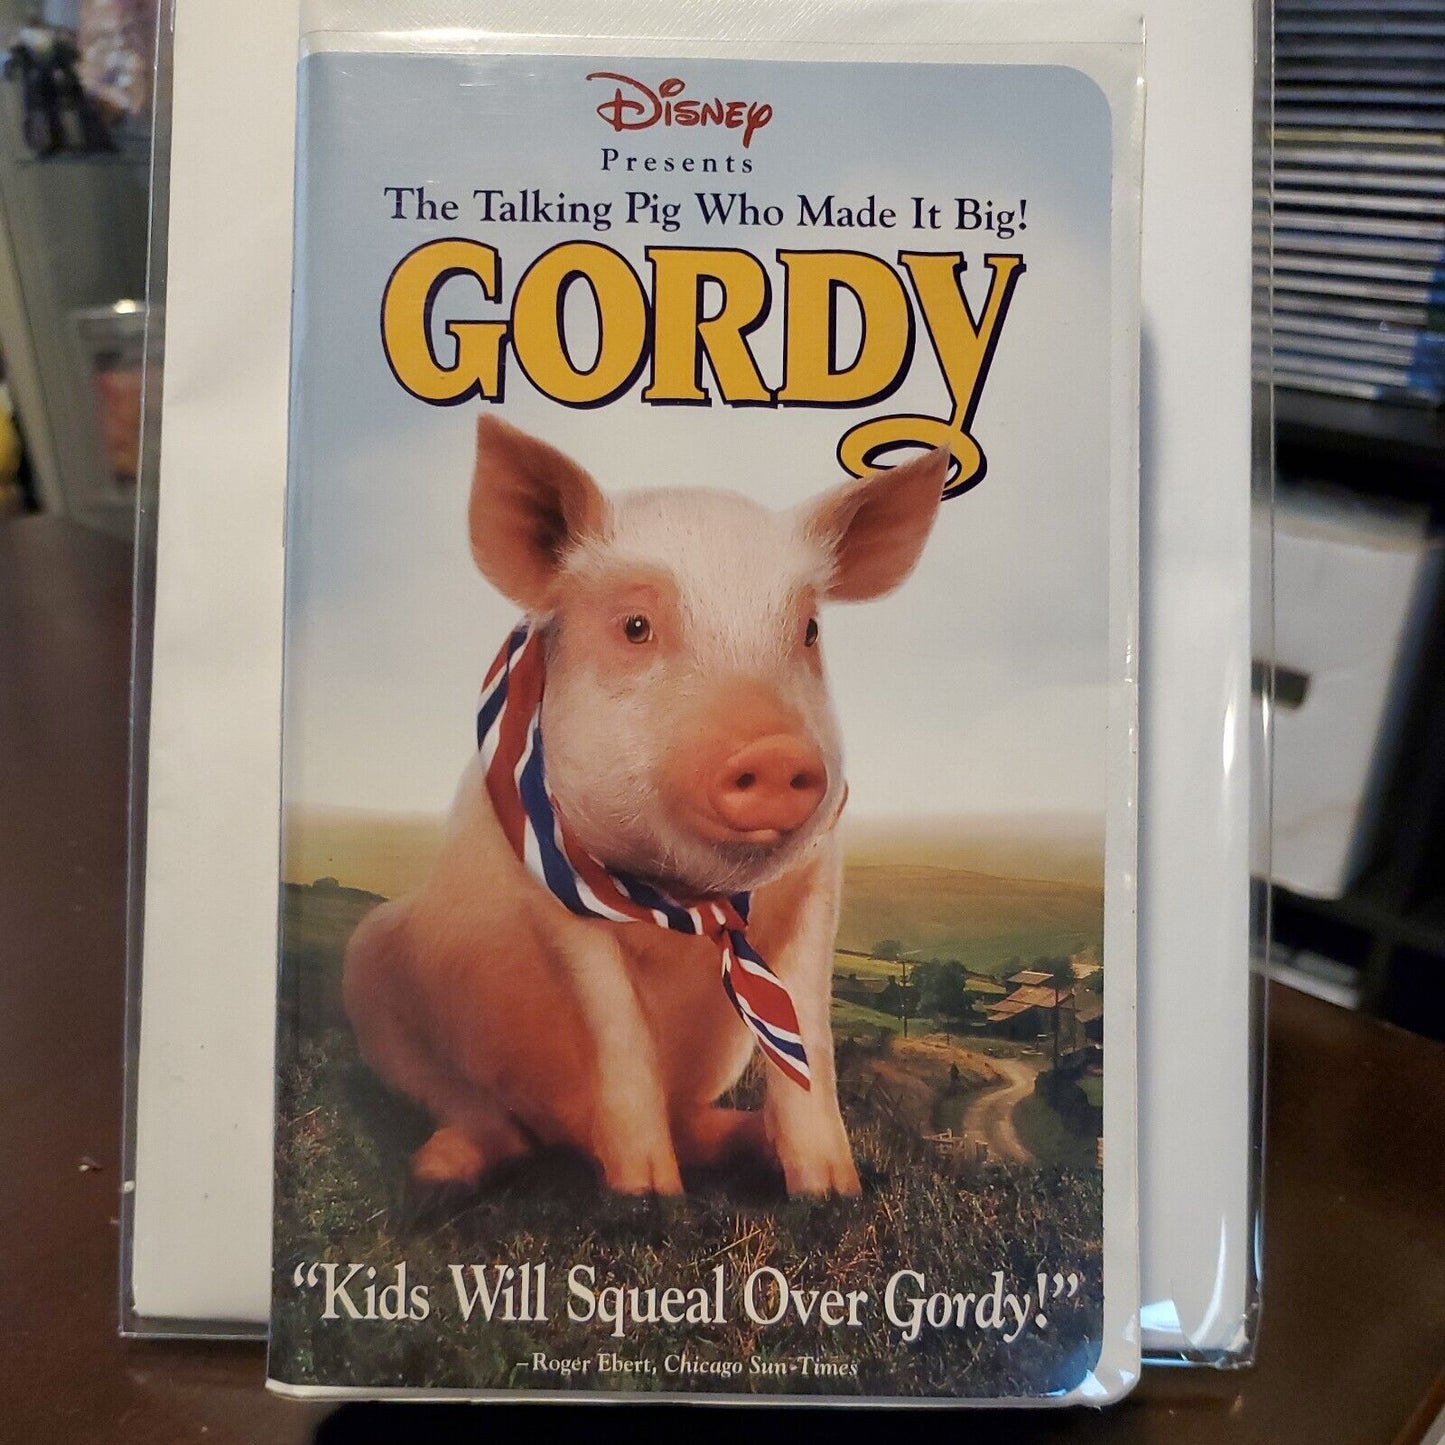 Disney
Presents
The Talking Pig Who Made It Big!
GORDY
“Kids Will Squeal Over Gordy!”
–Roger Ebert, Chicago Sun-Times